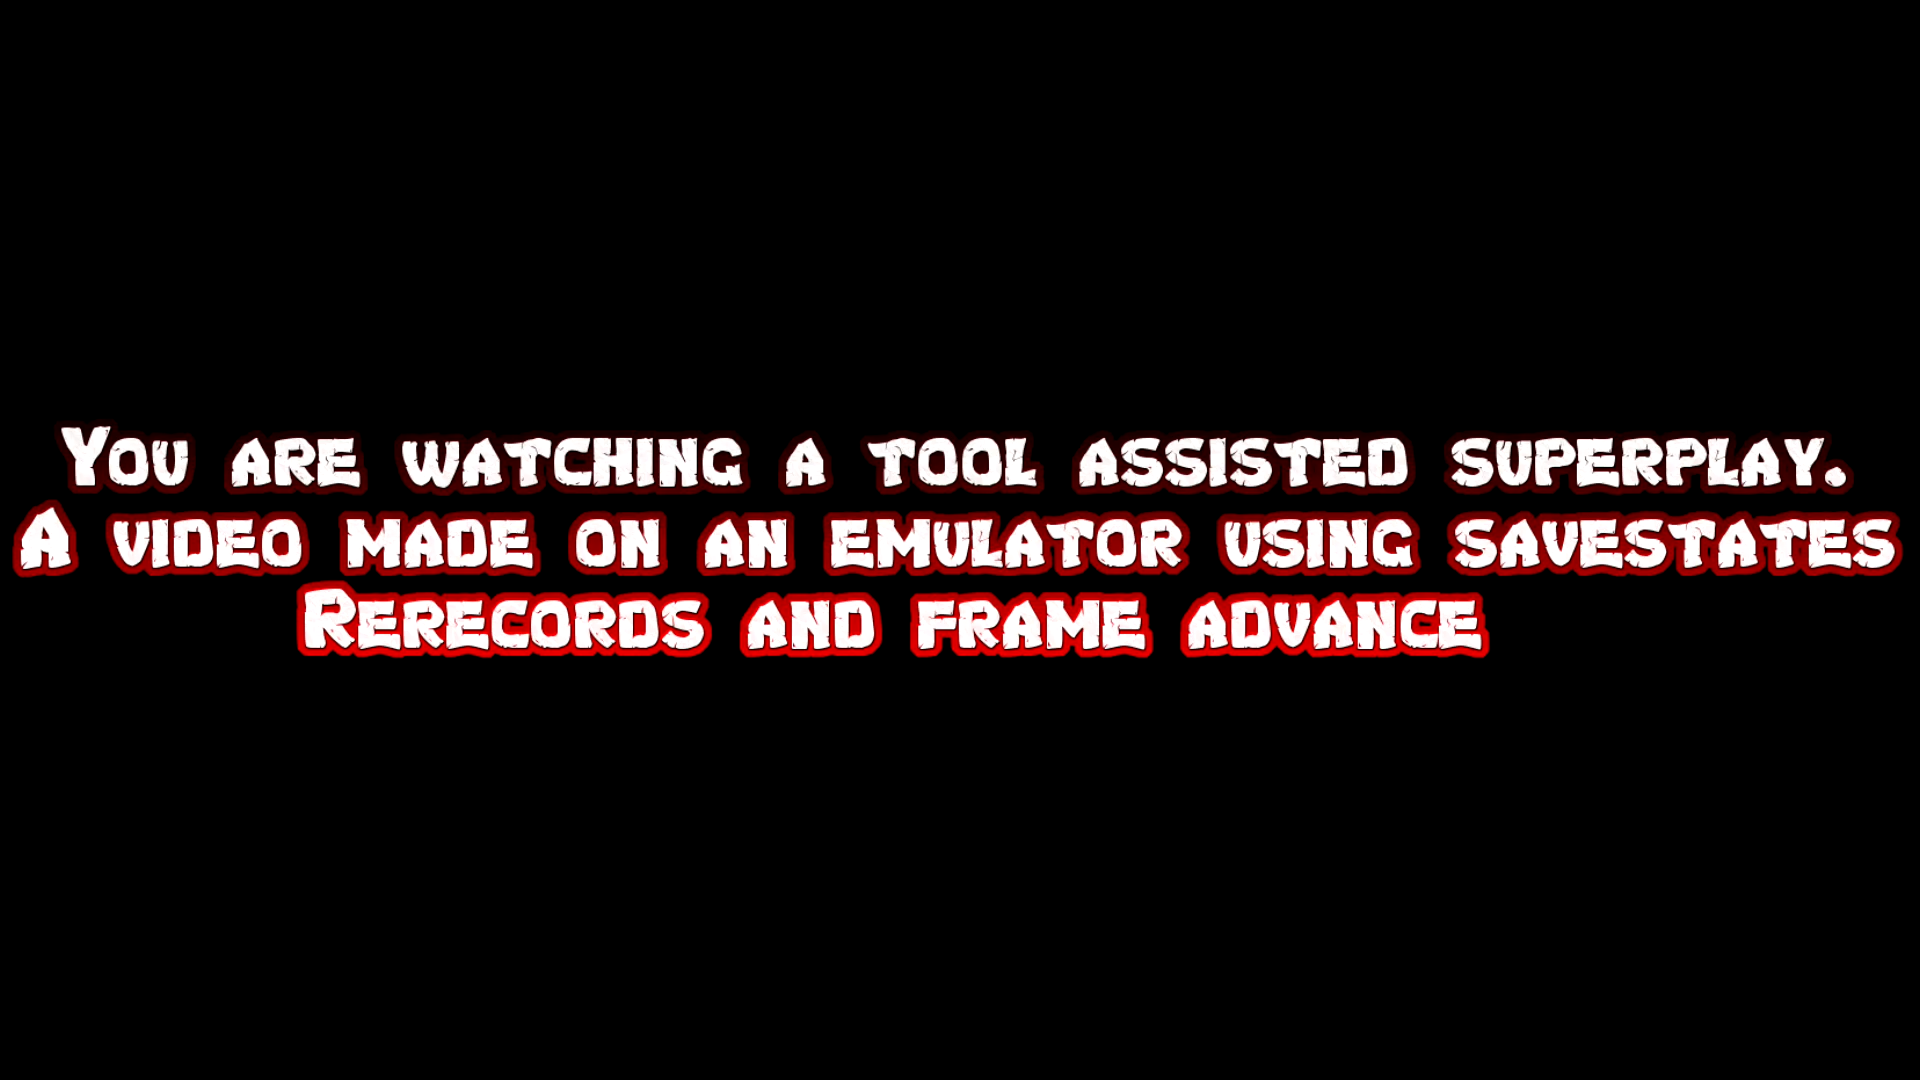 You are watching a tool assisted superplay.
A video made on an emulator using savestates
Rerecords and frame advance